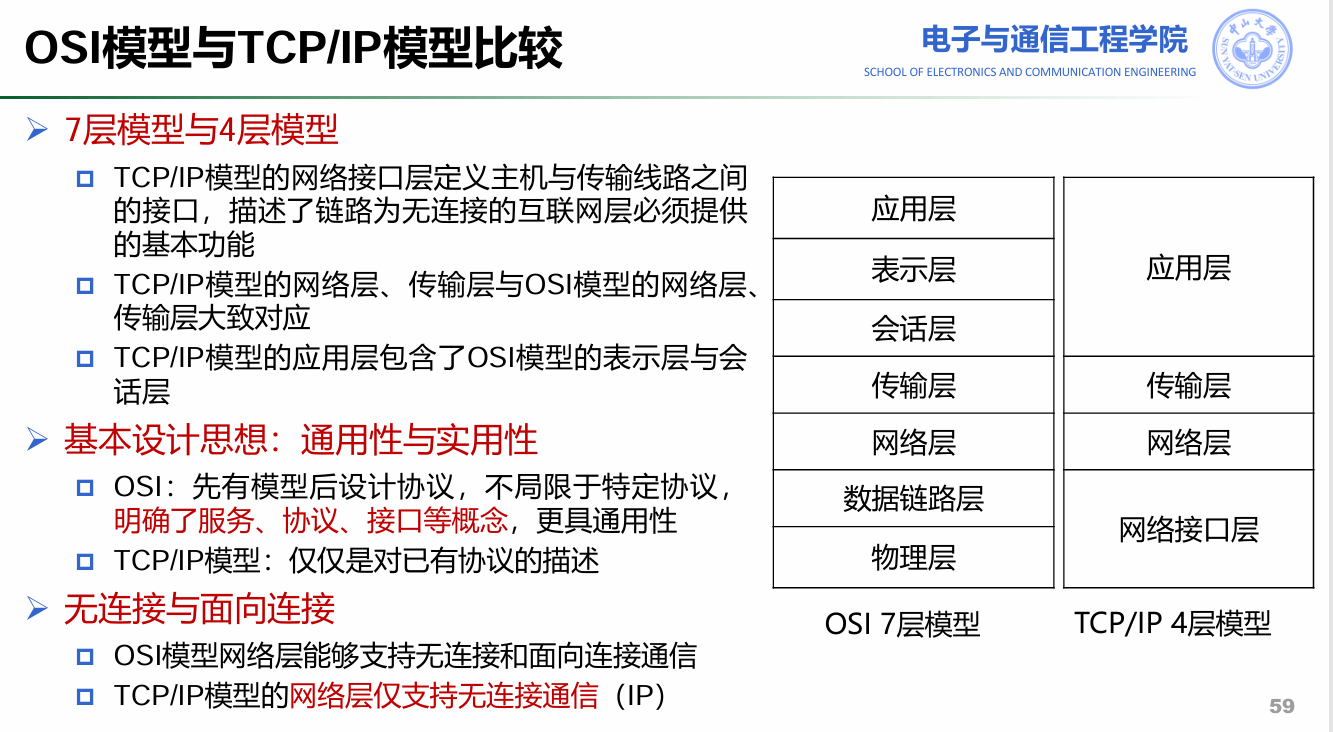 OSI模型与TCP/IP模型比较
电子与通信工程学院
SCHOOL OF ELECTRONICS AND COMMUNICATION ENGINEERING
中山大学
SUN YAT-SEN UNIVERSITY
7层模型与4层模型
TCP/IP模型的网络接口层定义主机与传输线路之间
的接口，描述了链路为无连接的互联网层必须提供
的基本功能
TCP/IP模型的网络层、传输层与OSI模型的网络层、
传输层大致对应
TCP/IP模型的应用层包含了OSI模型的表示层与会
话层
基本设计思想：通用性与实用性
OSI：先有模型后设计协议，不局限于特定协议，
明确了服务、协议、接口等概念，更具通用性
TCP/IP模型：仅仅是对已有协议的描述
无连接与面向连接
OSI模型网络层能够支持无连接和面向连接通信
TCP/IP模型的网络层仅支持无连接通信（IP）
应用层
表示层
会话层
传输层
网络层
数据链路层
物理层
OSI 7层模型
应用层
传输层
网络层
网络接口层
TCP/IP 4层模型
59